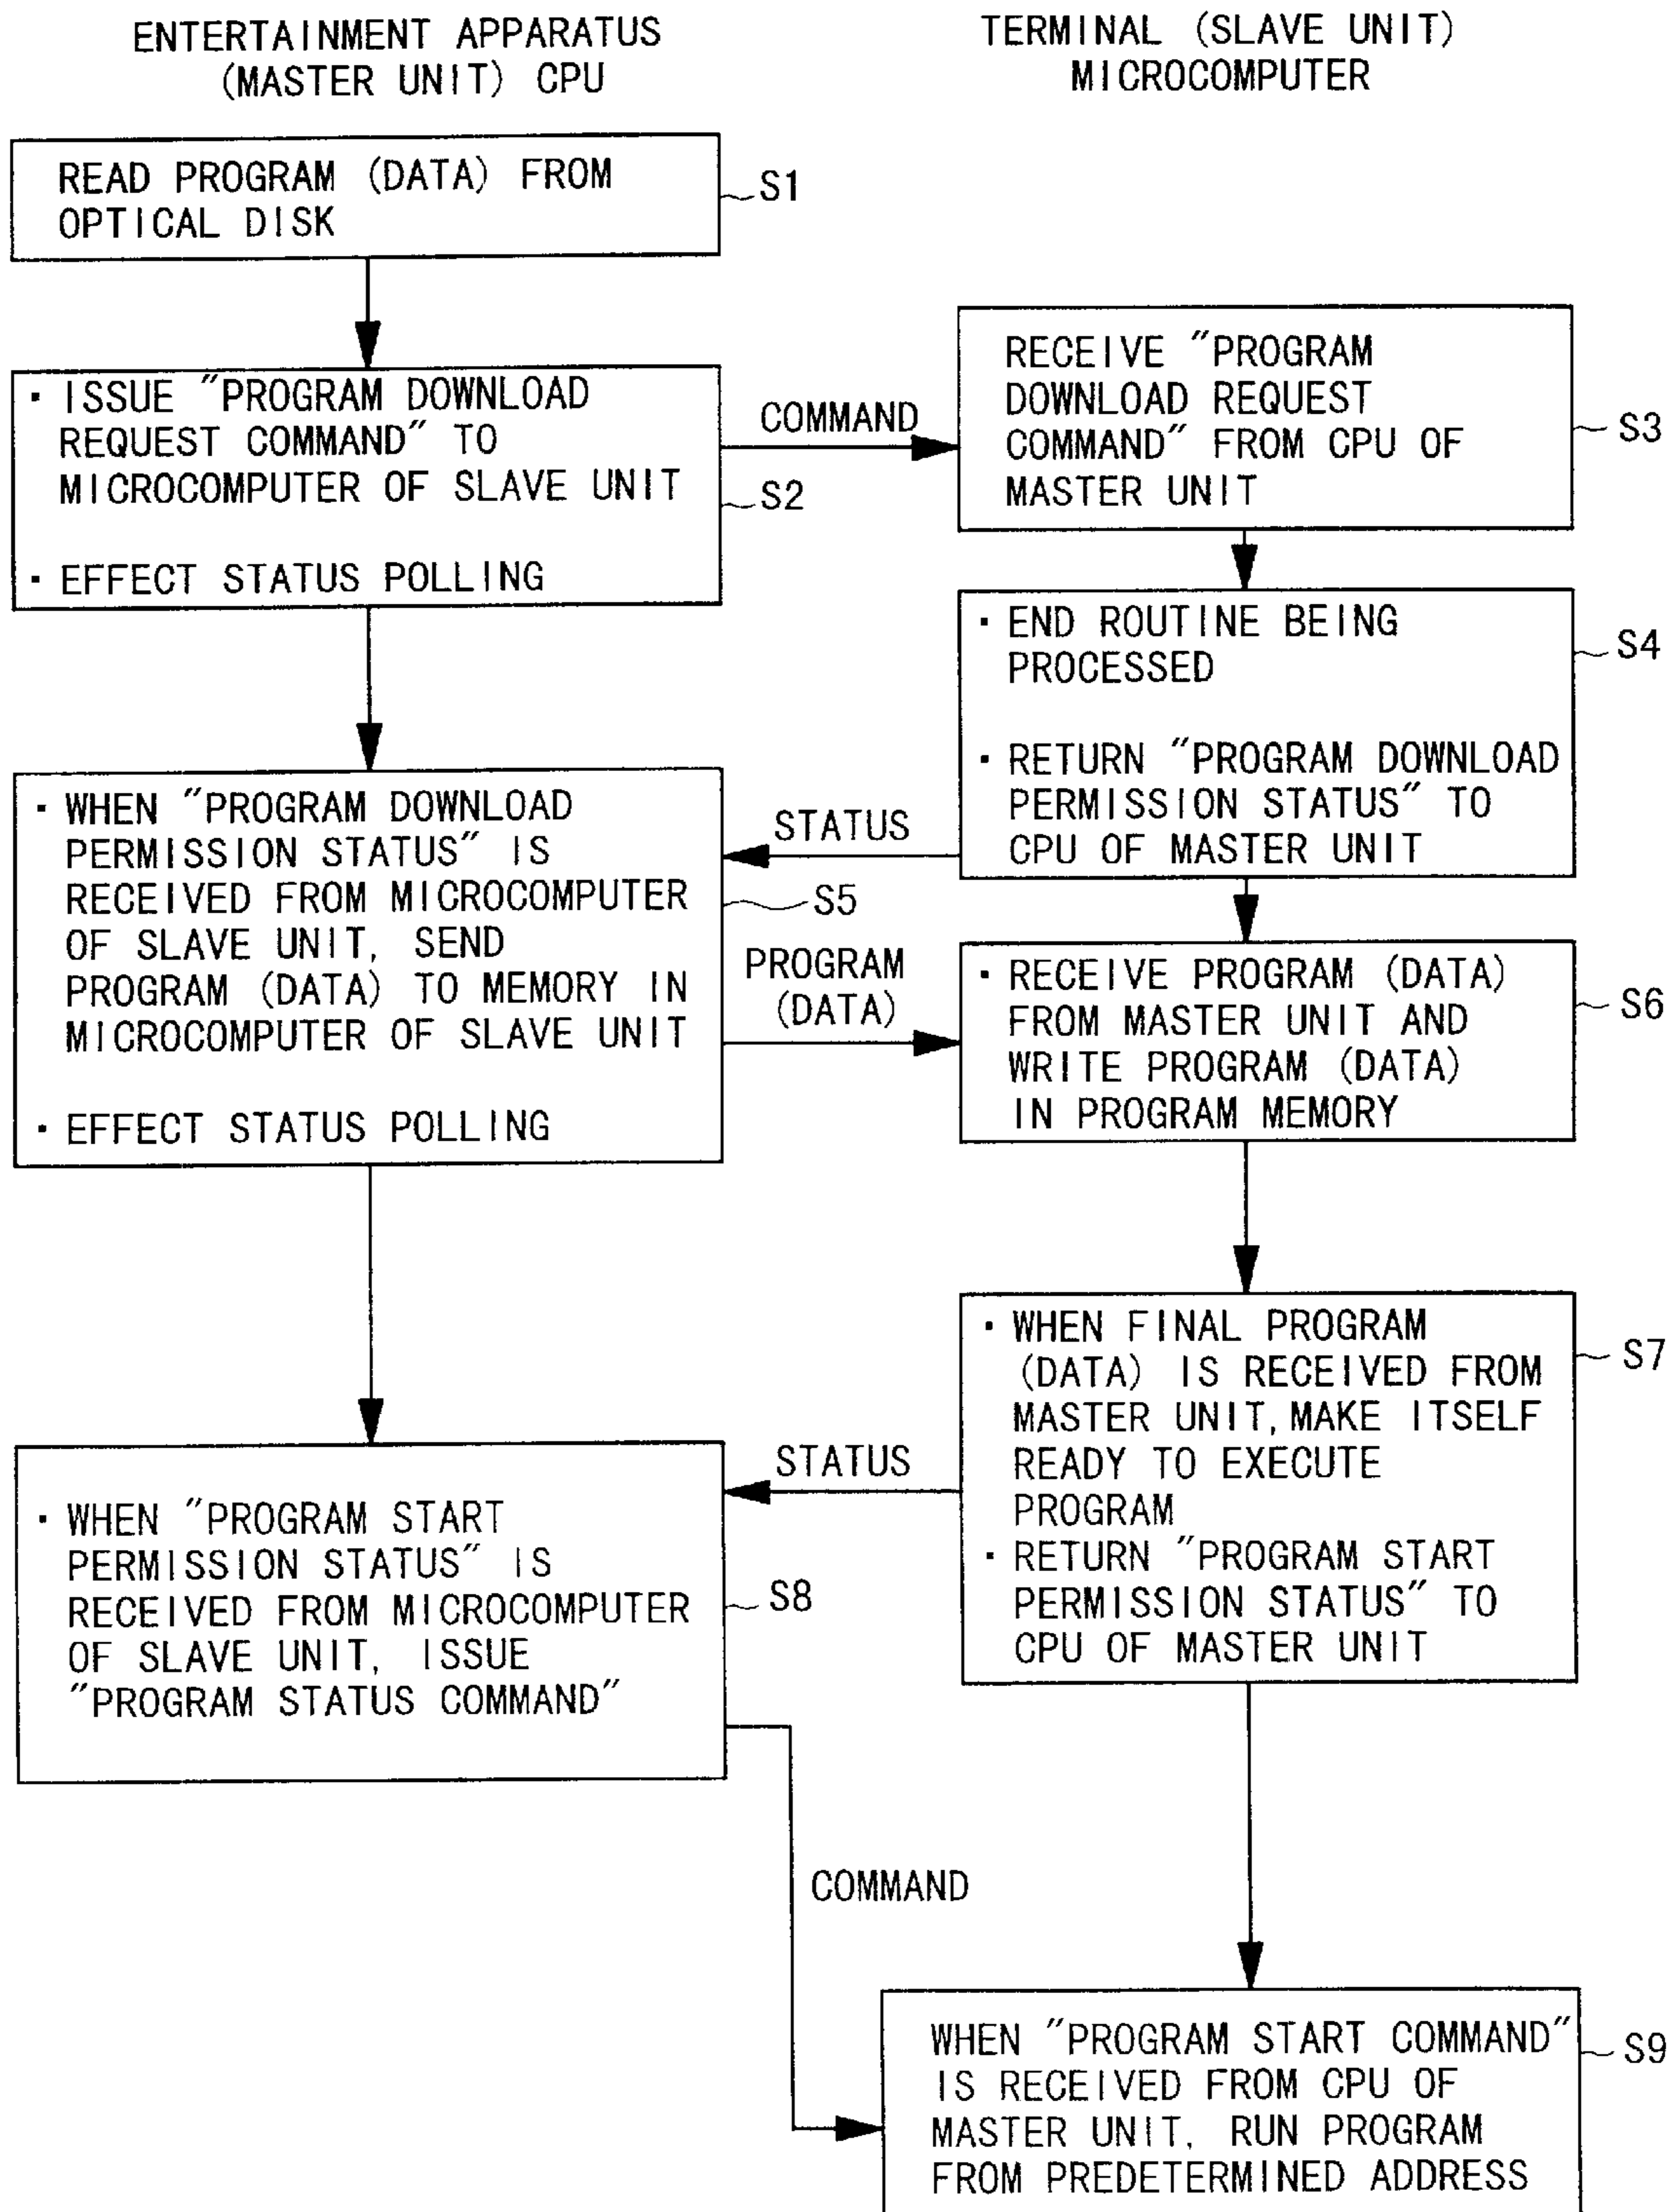 ENTERTAINMENT APPARATUS
(MASTER UNIT) CPU
TERMINAL (SLAVE UNIT)
MICROCOMPUTER
READ PROGRAM (DATA) FROM
OPTICAL DISK
S1
· ISSUE "PROGRAM DOWNLOAD
REQUEST COMMAND" TO
MICROCOMPUTER OF SLAVE UNIT
· EFFECT STATUS POLLING
S2
COMMAND
RECEIVE "PROGRAM
DOWNLOAD REQUEST
COMMAND" FROM CPU OF
MASTER UNIT
S3
· END ROUTINE BEING
PROCESSED
· RETURN "PROGRAM DOWNLOAD
PERMISSION STATUS" TO
CPU OF MASTER UNIT
S4
STATUS
· WHEN "PROGRAM DOWNLOAD
PERMISSION STATUS" IS
RECEIVED FROM MICROCOMPUTER
OF SLAVE UNIT, SEND
PROGRAM (DATA) TO MEMORY IN
MICROCOMPUTER OF SLAVE UNIT
· EFFECT STATUS POLLING
S5
PROGRAM
(DATA)
· RECEIVE PROGRAM (DATA)
FROM MASTER UNIT AND
WRITE PROGRAM (DATA)
IN PROGRAM MEMORY
S6
· WHEN FINAL PROGRAM
(DATA) IS RECEIVED FROM
MASTER UNIT, MAKE ITSELF
READY TO EXECUTE
PROGRAM
· RETURN "PROGRAM START
PERMISSION STATUS" TO
CPU OF MASTER UNIT
S7
STATUS
· WHEN "PROGRAM START
PERMISSION STATUS" IS
RECEIVED FROM MICROCOMPUTER
OF SLAVE UNIT, ISSUE
"PROGRAM STATUS COMMAND"
S8
COMMAND
WHEN "PROGRAM START COMMAND"
IS RECEIVED FROM CPU OF
MASTER UNIT, RUN PROGRAM
FROM PREDETERMINED ADDRESS
S9